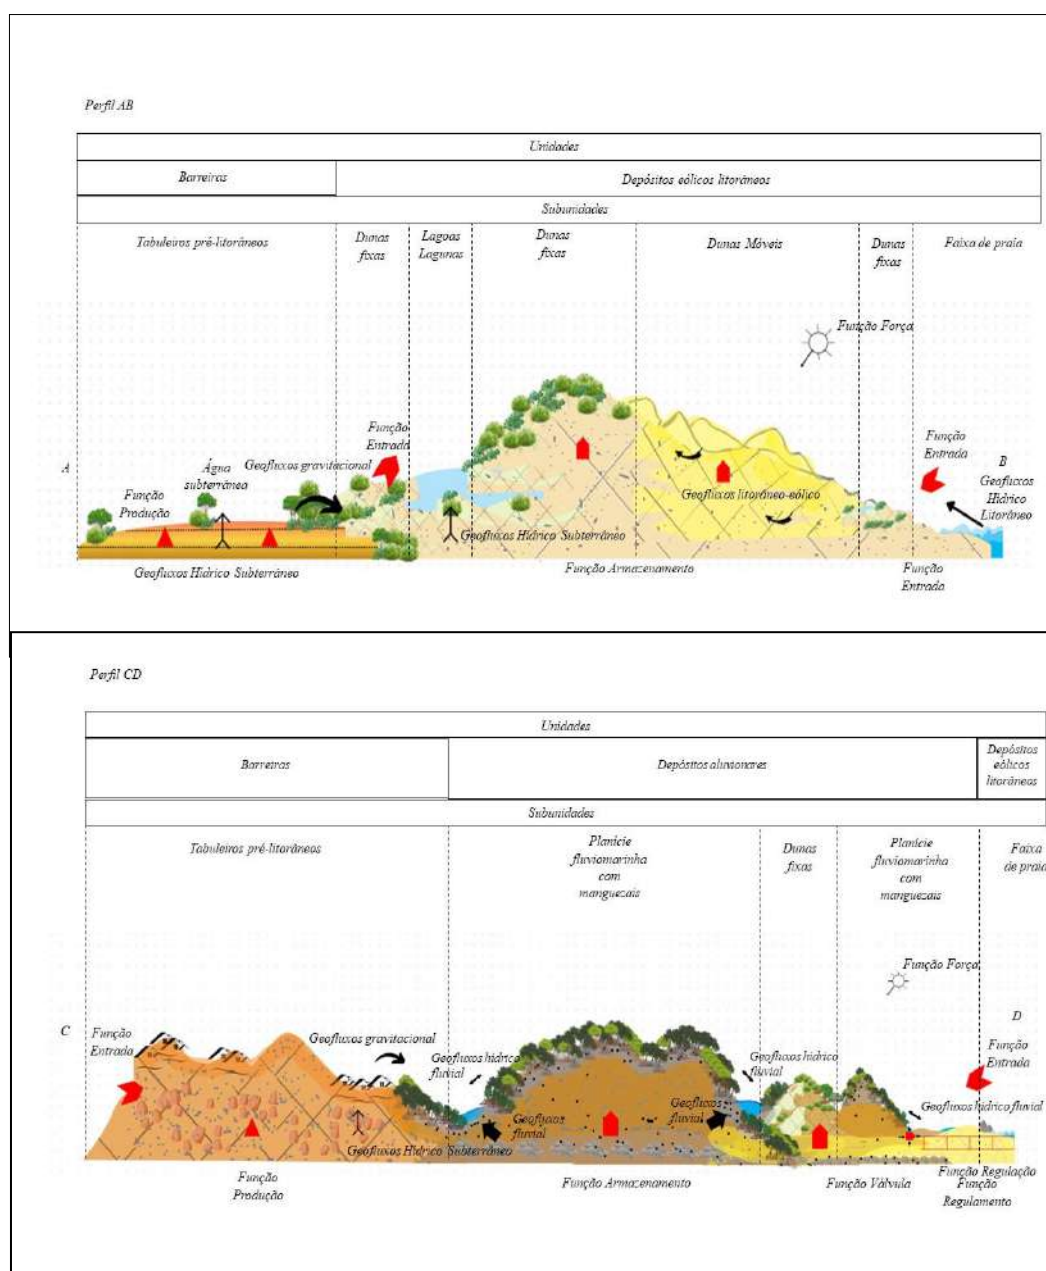 Perfil AB
Unidades
Barreiras
Depósitos eólicos litorâneos
Subunidades
Tabuleiros pré-litorâneos
Dunas
fixas
Lagoas
Lagunas
Dunas
fixas
Dunas Móveis
Dunas
fixas
Faixa de praia
Função Força
Função
Entrada
Geofluxos gravitacional
A
Água
subterrânea
Função
Produção
Função
Entrada
B
Geofluxos
Hídrico
Litorâneo
Geofluxos litorâneo-eólico
Geofluxos Hídrico Subterrâneo
Geofluxos Hídrico Subterrâneo
Função Armazenamento
Função
Entrada
Perfil CD
Unidades
Barreiras
Depósitos aluvionares
Depósitos
eólicos
litorâneos
Subunidades
Tabuleiros pré-litorâneos
Planície
fluviomarinha
com
manguezais
Dunas
fixas
Planície
fluviomarinha
com
manguezais
Faixa
de praia
Função Força
C
Função
Entrada
Geofluxos gravitacional
Geofluxos hídrico
fluvial
Geofluxos hídrico
fluvial
D
Função
Entrada
Geofluxos
fluvial
Geofluxos
fluvial
Geofluxos hídrico fluvial
Geofluxos Hídrico Subterrâneo
Função
Produção
Função Armazenamento
Função Válvula
Função Regulação
Função
Regulamento